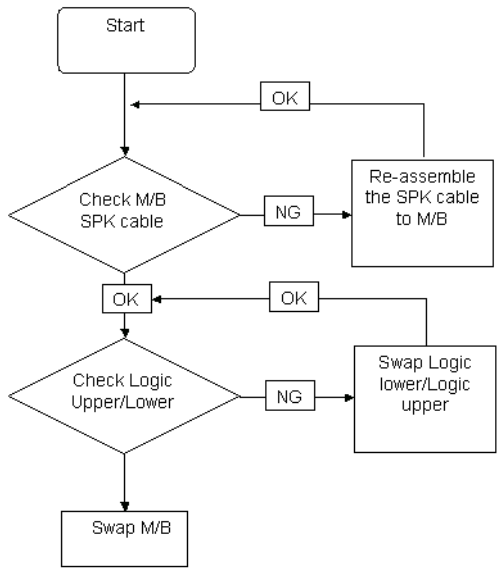 Start
OK
Check M/B
SPK cable
NG
Re-assemble
the SPK cable
to M/B
OK
OK
Check Logic
Upper/Lower
NG
Swap Logic
lower/Logic
upper
Swap M/B